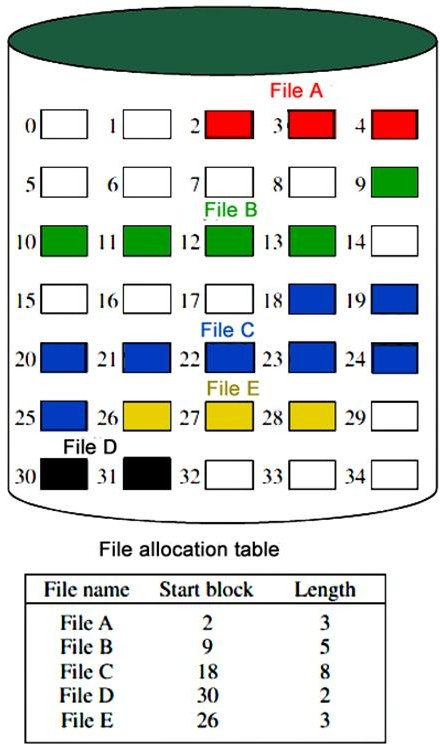 File A
0 1 2 3 4
5 6 7 8 9
File B
10 11 12 13 14
15 16 17 18 19
File C
20 21 22 23 24
File E
25 26 27 28 29
File D
30 31 32 33 34
File allocation table
File name Start block Length
File A 2 3
File B 9 5
File C 18 8
File D 30 2
File E 26 3